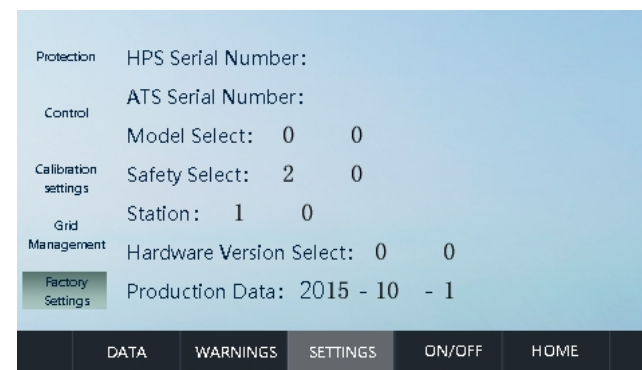 Protection
Control
Calibration
settings
Grid
Management
Factory
Settings
HPS Serial Number:
ATS Serial Number:
Model Select: 0 0
Safety Select: 2 0
Station: 1 0
Hardware Version Select: 0 0
Production Data: 2015 - 10 - 1
DATA WARNINGS SETTINGS ON/OFF HOME